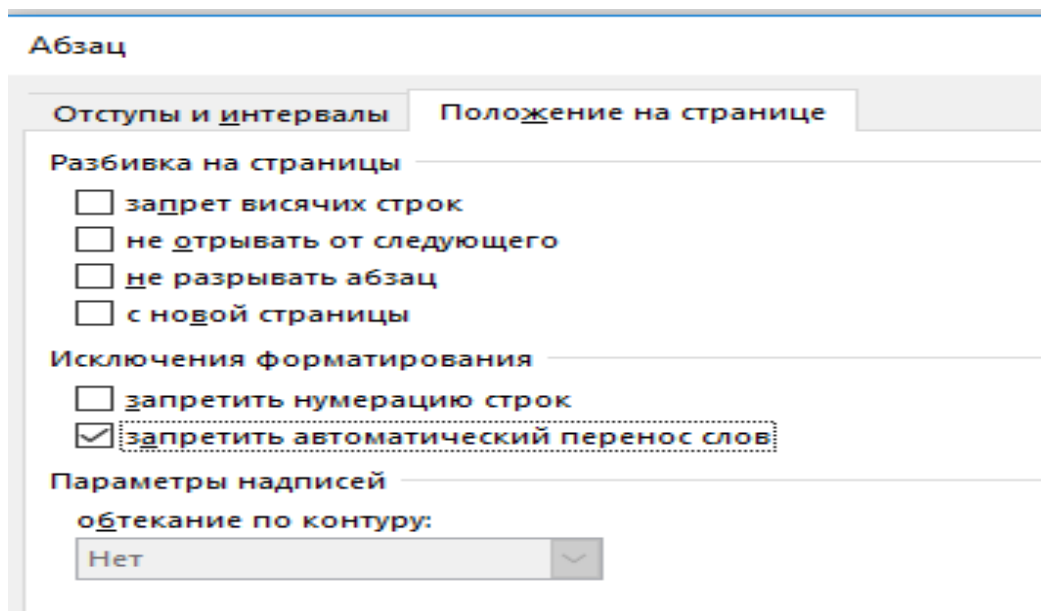 Абзац
Отступы и интервалы
Положение на странице
Разбивка на страницы
запрет висячих строк
не отрывать от следующего
не разрывать абзац
с новой страницы
Исключения форматирования
запретить нумерацию строк
запретить автоматический перенос слов
Параметры надписей
обтекание по контуру:
Нет